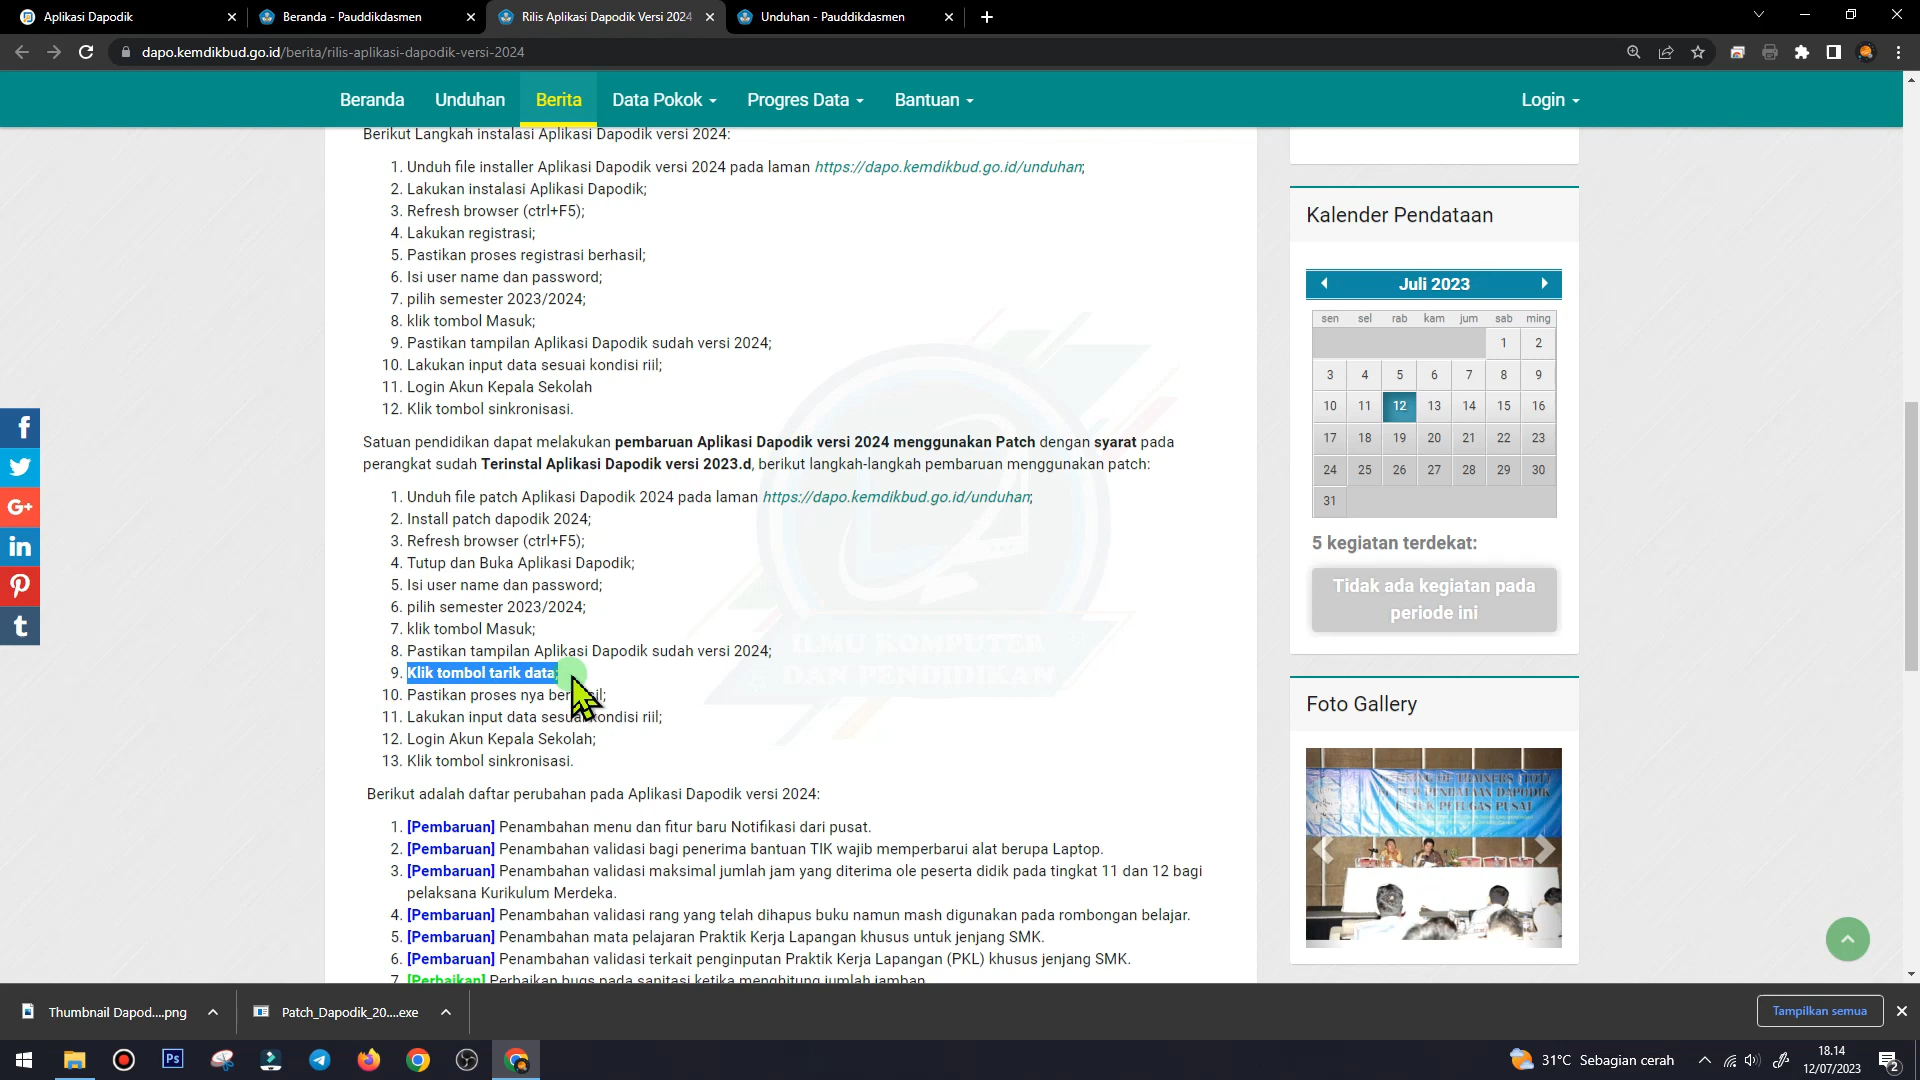 Aplikasi Dapodik
Beranda - Pauddikdasmen
Rilis Aplikasi Dapodik Versi 2024
Unduhan - Pauddikdasmen
dapo.kemdikbud.go.id/berita/rilis-aplikasi-dapodik-versi-2024
Beranda
Unduhan
Berita
Data Pokok
Progres Data
Bantuan
Login
Berikut Langkah instalasi Aplikasi Dapodik versi 2024:
1. Unduh file installer Aplikasi Dapodik versi 2024 pada laman https://dapo.kemdikbud.go.id/unduhan;
2. Lakukan instalasi Aplikasi Dapodik;
3. Refresh browser (ctrl+F5);
4. Lakukan registrasi;
5. Pastikan proses registrasi berhasil;
6. Isi user name dan password;
7. pilih semester 2023/2024;
8. klik tombol Masuk;
9. Pastikan tampilan Aplikasi Dapodik sudah versi 2024;
10. Lakukan input data sesuai kondisi riil;
11. Login Akun Kepala Sekolah
12. Klik tombol sinkronisasi.
Satuan pendidikan dapat melakukan pembaruan Aplikasi Dapodik versi 2024 menggunakan Patch dengan syarat pada
perangkat sudah Terinstal Aplikasi Dapodik versi 2023.d, berikut langkah-langkah pembaruan menggunakan patch:
1. Unduh file patch Aplikasi Dapodik 2024 pada laman https://dapo.kemdikbud.go.id/unduhan;
2. Install patch dapodik 2024;
3. Refresh browser (ctrl+F5);
4. Tutup dan Buka Aplikasi Dapodik;
5. Isi user name dan password;
6. pilih semester 2023/2024;
7. klik tombol Masuk;
8. Pastikan tampilan Aplikasi Dapodik sudah versi 2024;
9. Klik tombol tarik data;
10. Pastikan proses nya
11. Lakukan input data sesuai kondisi riil;
12. Login Akun Kepala Sekolah;
13. Klik tombol sinkronisasi.
ILMU KOMPUTER
DAN PENDIDIKAN
Berikut adalah daftar perubahan pada Aplikasi Dapodik versi 2024:
1. [Pembaruan] Penambahan menu dan fitur baru Notifikasi dari pusat.
2. [Pembaruan] Penambahan validasi bagi penerima bantuan TIK wajib memperbarui alat berupa Laptop.
3. [Pembaruan] Penambahan validasi maksimal jumlah jam yang diterima ole peserta didik pada tingkat 11 dan 12 bagi
pelaksana Kurikulum Merdeka.
4. [Pembaruan] Penambahan validasi rang yang telah dihapus buku namun mash digunakan pada rombongan belajar.
5. [Pembaruan] Penambahan mata pelajaran Praktik Kerja Lapangan khusus untuk jenjang SMK.
6. [Pembaruan] Penambahan validasi terkait penginputan Praktik Kerja Lapangan (PKL) khusus jenjang SMK.
7. [Perbaikan] Perbaikan bugs pada sanitasi ketika menghitung jumlah jamban.
Kalender Pendataan
Juli 2023
sen sel rab kam jum sab ming
1 2
3 4 5 6 7 8 9
10 11 12 13 14 15 16
17 18 19 20 21 22 23
24 25 26 27 28 29 30
31
5 kegiatan terdekat:
Tidak ada kegiatan pada
periode ini
Foto Gallery
Thumbnail Dapod....png
Patch_Dapodik_20....exe
Tampilkan semua
Ps
31°C Sebagian cerah
18.14
12/07/2023
2